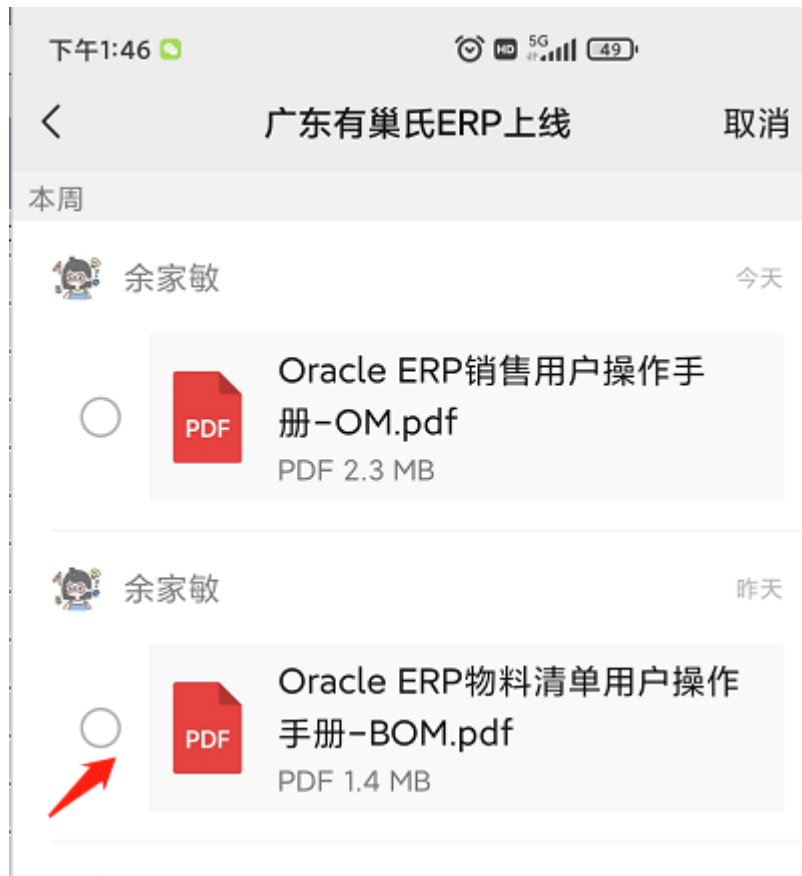 下午1:46 HD 5G 49
广东有巢氏ERP上线 取消
本周
余家敏 今天
Oracle ERP销售用户操作手
PDF 册-OM.pdf
PDF 2.3 MB
余家敏 昨天
Oracle ERP物料清单用户操作
PDF 手册-BOM.pdf
PDF 1.4 MB